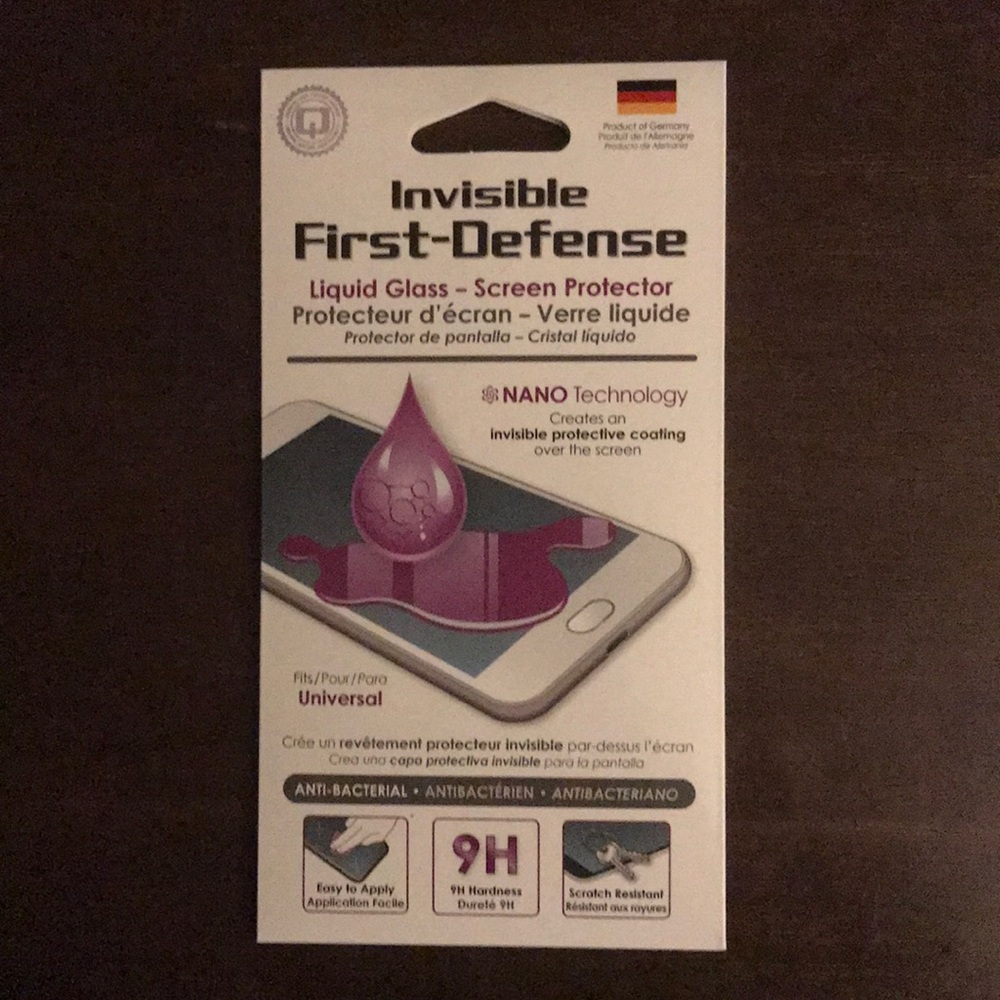 Q
Product of Germany
Produit de l'Allemagne
Producto de Alemania
Invisible
First-Defense
Liquid Glass – Screen Protector
Protecteur d'écran – Verre liquide
Protector de pantalla – Cristal líquido
NANO Technology
Creates an
invisible protective coating
over the screen
Fits/Pour/Para
Universal
Crée un revêtement protecteur invisible par-dessus l'écran
Crea una capa protectiva invisible para la pantalla
ANTI-BACTERIAL • ANTIBACTÉRIEN • ANTIBACTERIANO
Easy to Apply
Application Facile
9H
9H Hardness
Dureté 9H
Scratch Resistant
Résistant aux rayures